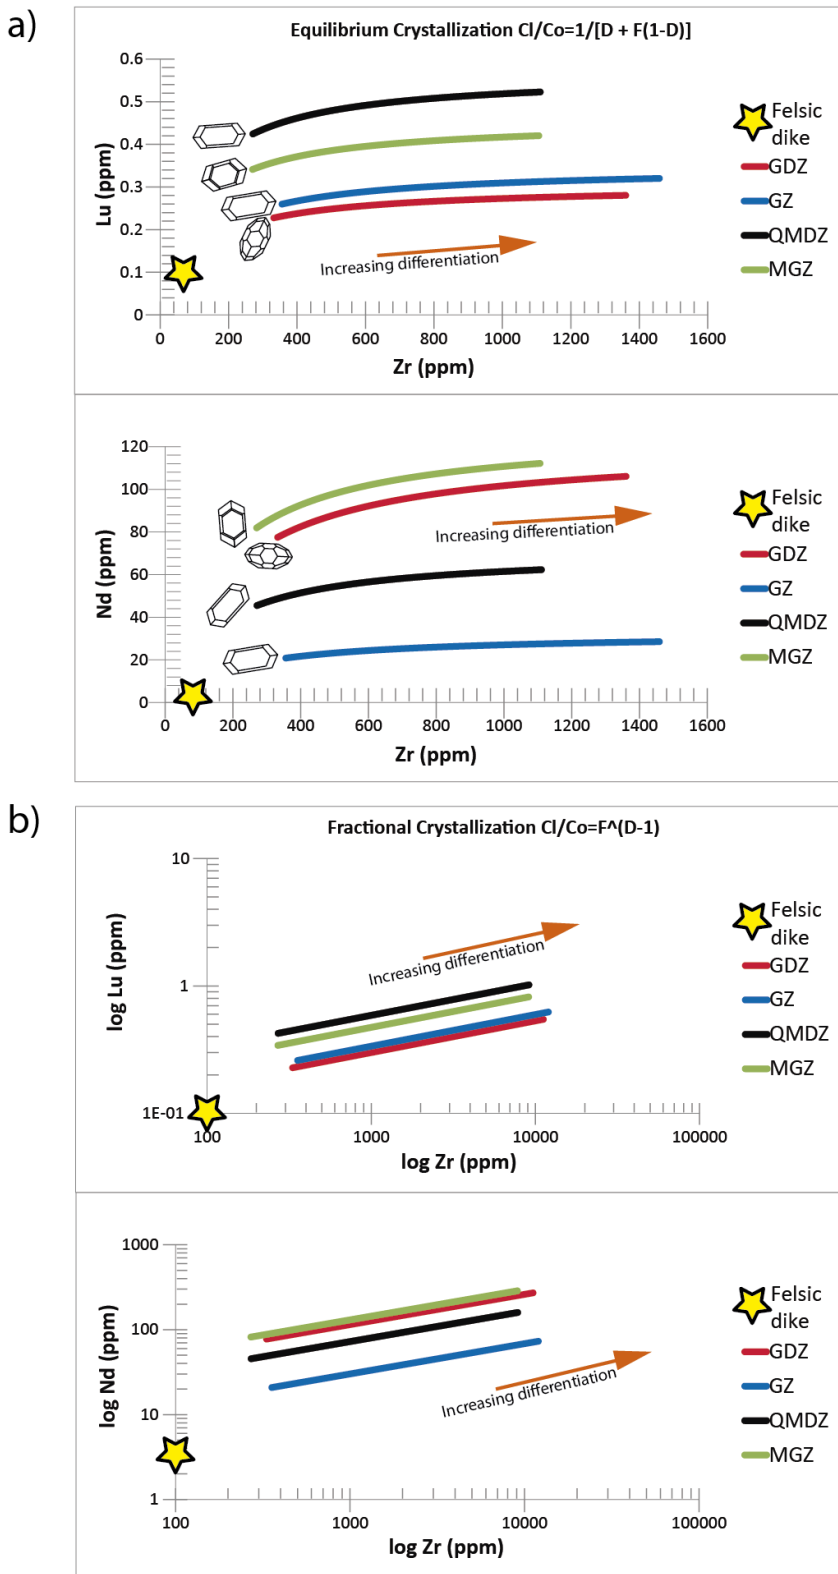 a)
Equilibrium Crystallization Cl/Co=1/[D + F(1-D)]
Lu (ppm)
0.6
0.5
0.4
0.3
0.2
0.1
0
0 200 400 600 800 1000 1200 1400 1600
Zr (ppm)
Increasing differentiation
Felsic
dike
GDZ
GZ
QMDZ
MGZ
Nd (ppm)
120
100
80
60
40
20
0
0 200 400 600 800 1000 1200 1400 1600
Zr (ppm)
Increasing differentiation
Felsic
dike
GDZ
GZ
QMDZ
MGZ
b)
Fractional Crystallization Cl/Co=F^(D-1)
log Lu (ppm)
10
1
1E-01
100 1000 10000 100000
log Zr (ppm)
Increasing differentiation
Felsic
dike
GDZ
GZ
QMDZ
MGZ
log Nd (ppm)
1000
100
10
1
100 1000 10000 100000
log Zr (ppm)
Increasing differentiation
Felsic
dike
GDZ
GZ
QMDZ
MGZ